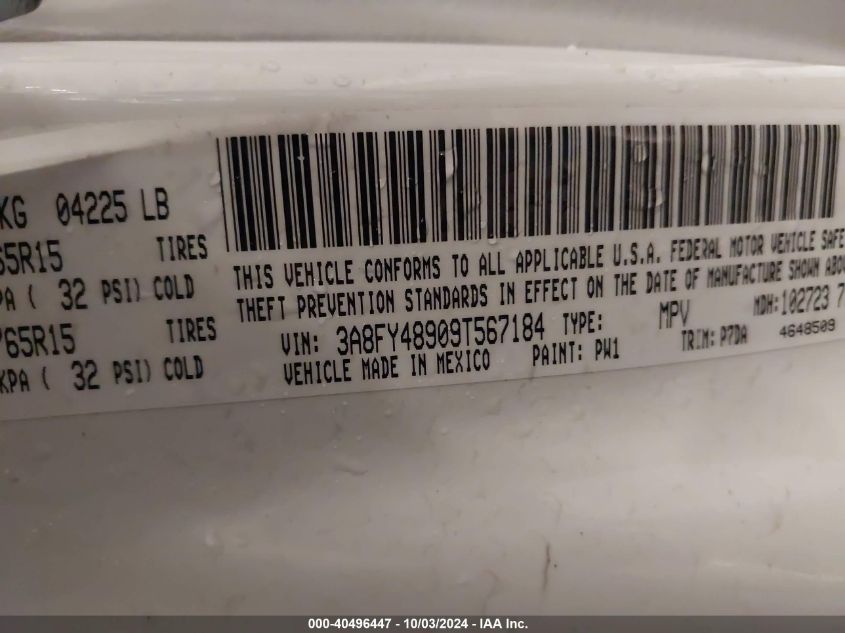 KG 04225 LB
65R15 TIRES
PA ( 32 PSI) COLD
765R15 TIRES
KPA ( 32 PSI) COLD
THIS VEHICLE CONFORMS TO ALL APPLICABLE U.S.A. FEDERAL MOTOR VEHICLE SAFE
THEFT PREVENTION STANDARDS IN EFFECT ON THE DATE OF MANUFACTURE SHOWN ABOV
VIN: 3A8FY48909T567184 TYPE: MPV MDH:102723 7
VEHICLE MADE IN MEXICO PAINT: PW1 TRIM: P7DA 4648509
000-40496447 - 10/03/2024 - IAA Inc.